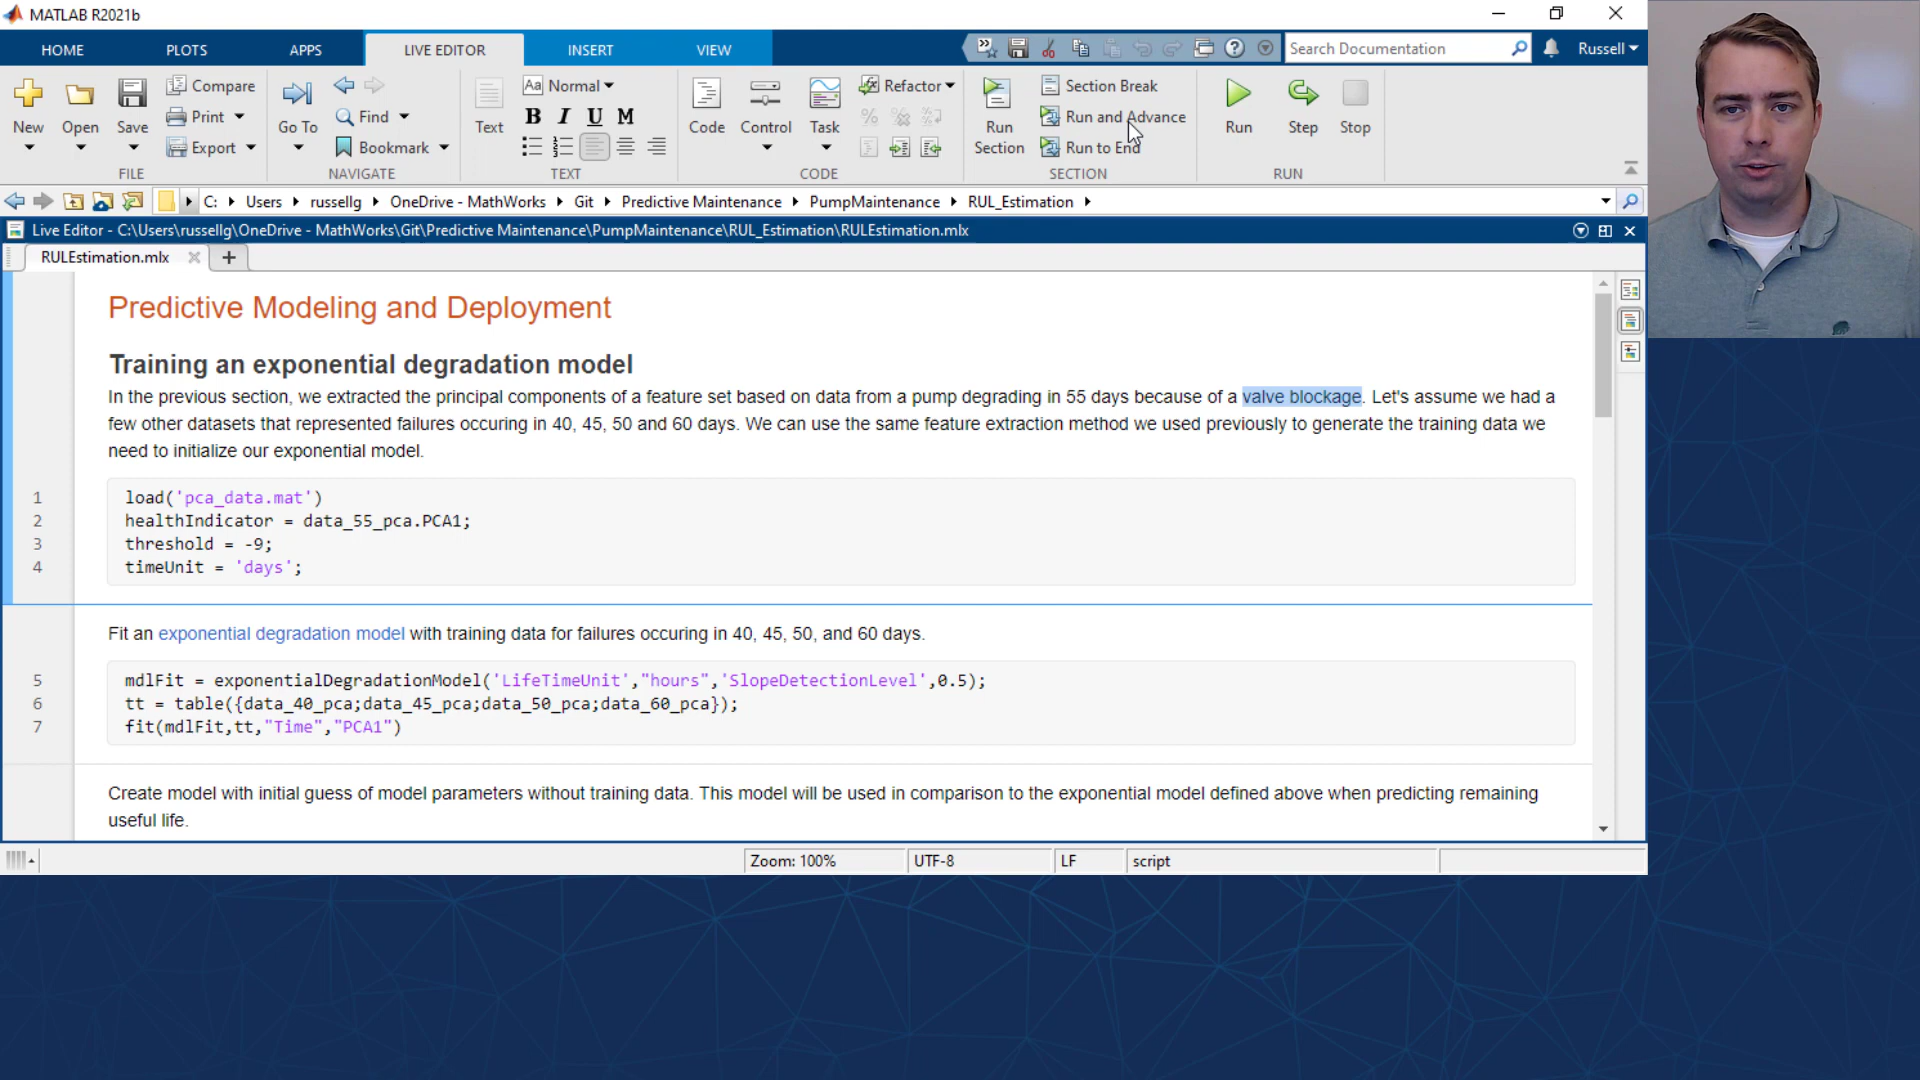 MATLAB R2021b
HOME PLOTS APPS LIVE EDITOR INSERT VIEW Search Documentation Russell
New Open Save Compare Print Export FILE
Go To Find Bookmark NAVIGATE
Text Aa Normal B I U M TEXT
Code Control Task Refactor CODE
Run Section Section Break Run and Advance Run to End SECTION
Run Step Stop RUN
C: Users russellg OneDrive - MathWorks Git Predictive Maintenance PumpMaintenance RUL_Estimation
Live Editor - C:\Users\russellg\OneDrive - MathWorks\Git\Predictive Maintenance\PumpMaintenance\RUL_Estimation\RULEstimation.mlx
RULEstimation.mlx
Predictive Modeling and Deployment
Training an exponential degradation model
In the previous section, we extracted the principal components of a feature set based on data from a pump degrading in 55 days because of a valve blockage. Let's assume we had a
few other datasets that represented failures occuring in 40, 45, 50 and 60 days. We can use the same feature extraction method we used previously to generate the training data we
need to initialize our exponential model.
1 load('pca_data.mat')
2 healthIndicator = data_55_pca.PCA1;
3 threshold = -9;
4 timeUnit = 'days';
Fit an exponential degradation model with training data for failures occuring in 40, 45, 50, and 60 days.
5 mdlFit = exponentialDegradationModel('LifeTimeUnit',"hours",'SlopeDetectionLevel',0.5);
6 tt = table({data_40_pca;data_45_pca;data_50_pca;data_60_pca});
7 fit(mdlFit,tt,"Time","PCA1")
Create model with initial guess of model parameters without training data. This model will be used in comparison to the exponential model defined above when predicting remaining
useful life.
Zoom: 100% UTF-8 LF script